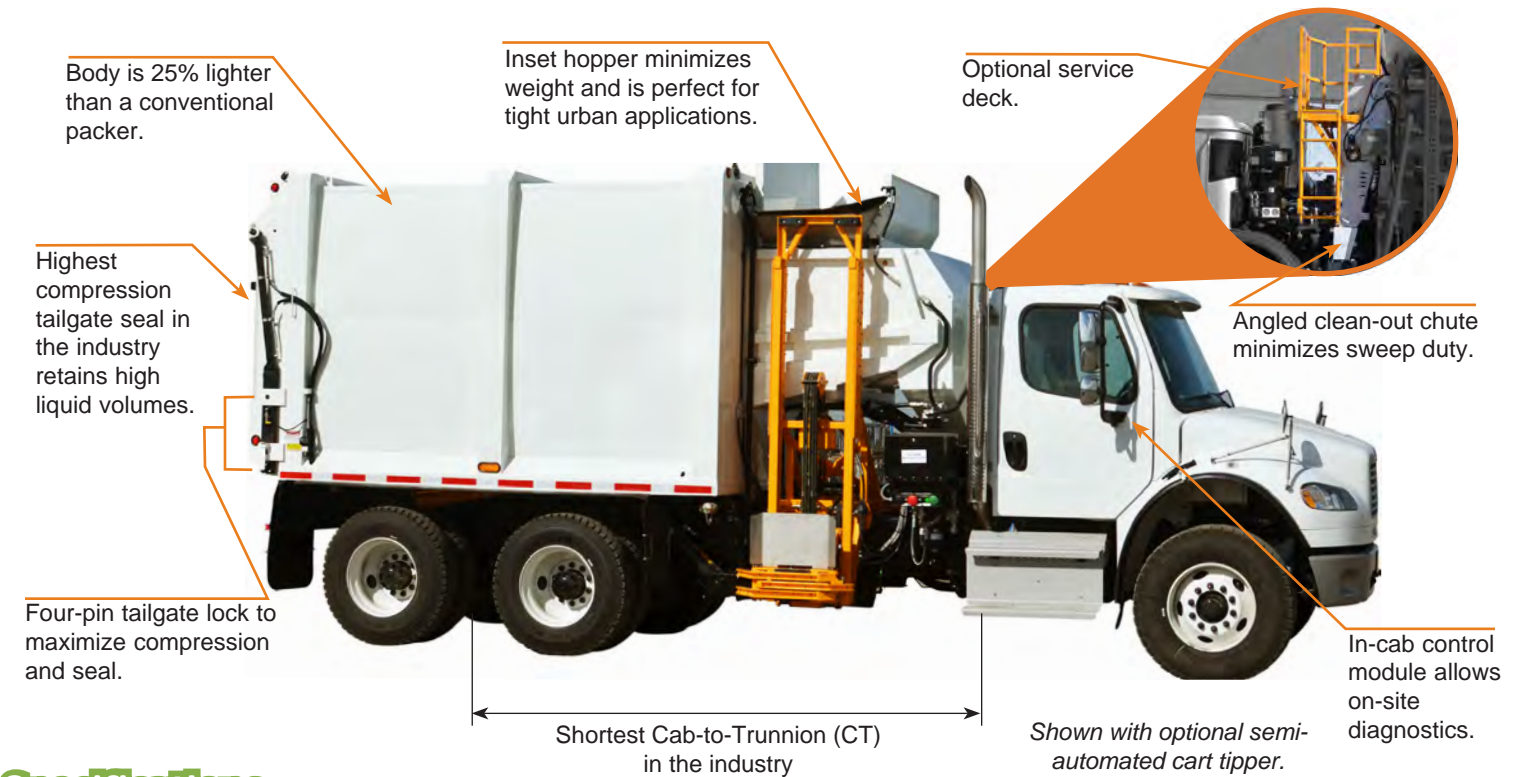 Body is 25% lighter
than a conventional
packer.
Inset hopper minimizes
weight and is perfect for
tight urban applications.
Optional service
deck.
Highest
compression
tailgate seal in
the industry
retains high
liquid volumes.
Angled clean-out chute
minimizes sweep duty.
Four-pin tailgate lock to
maximize compression
and seal.
In-cab control
module allows
on-site
diagnostics.
Shortest Cab-to-Trunnion (CT)
in the industry
Shown with optional semi-
automated cart tipper.